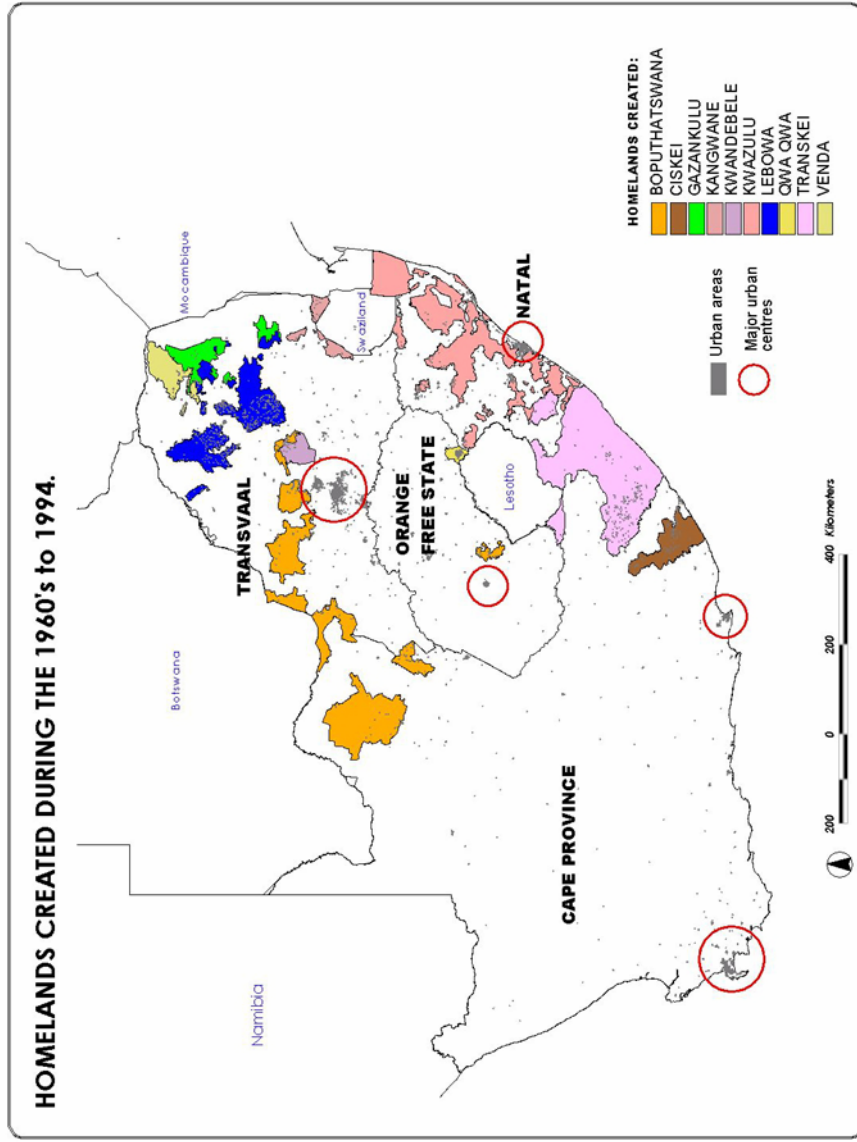 HOMELANDS CREATED DURING THE 1960's to 1994.
Namibia
Botswana
Mocambique
TRANSVAAL
Swaziland
ORANGE
FREE STATE
NATAL
Lesotho
CAPE PROVINCE
HOMELANDS CREATED:
BOPUTHATSWANA
CISKEI
GAZANKULU
KANGWANE
KWANDEBELE
KWAZULU
LEBOWA
QWA QWA
TRANSKEI
VENDA
Urban areas
Major urban
centres
200 0 200 400 Kilometers